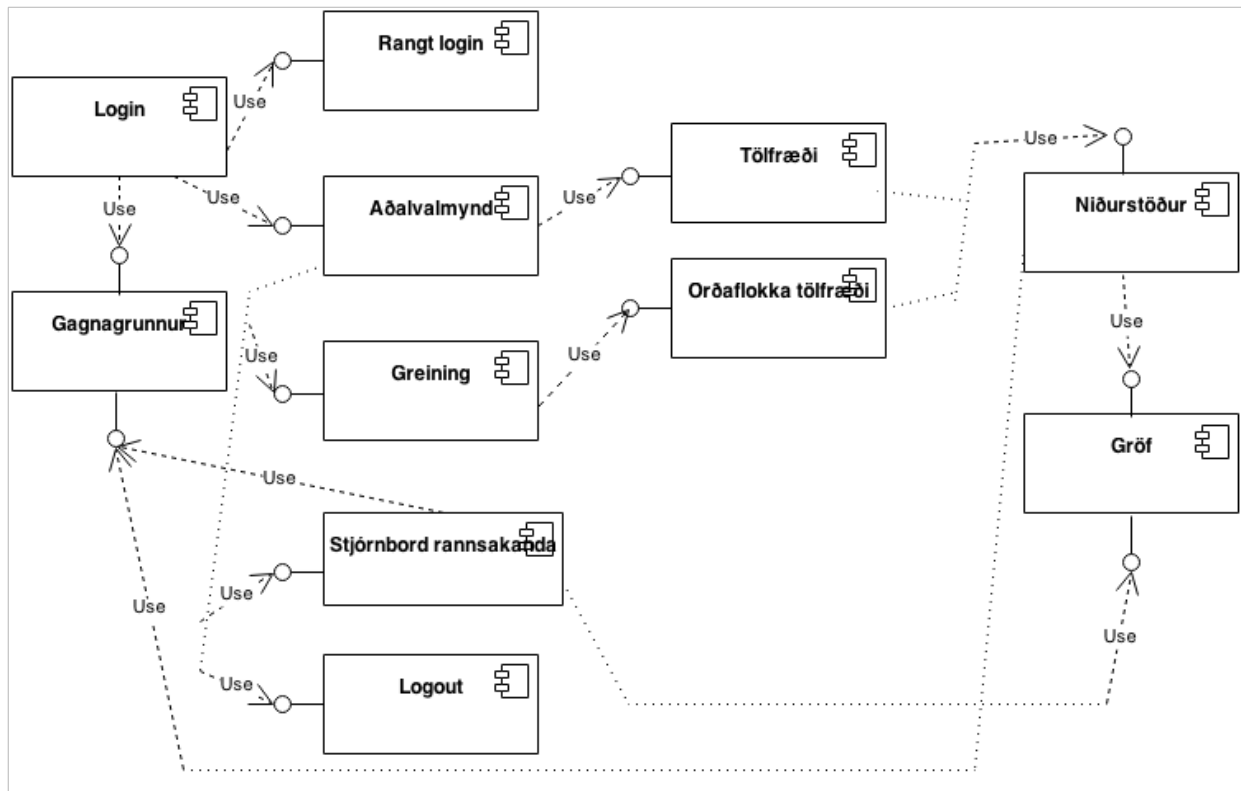 Rangt login
Use
Login
Use
Use
Aðalvalmynd
Use
Tölfræði
Use
Niðurstöður
Gagnagrunnur
Use
Greining
Use
Orðaflokka tölfræði
Use
Gröf
Use
Stjórnbord rannsakanda
Use
Use
Use
Use
Logout